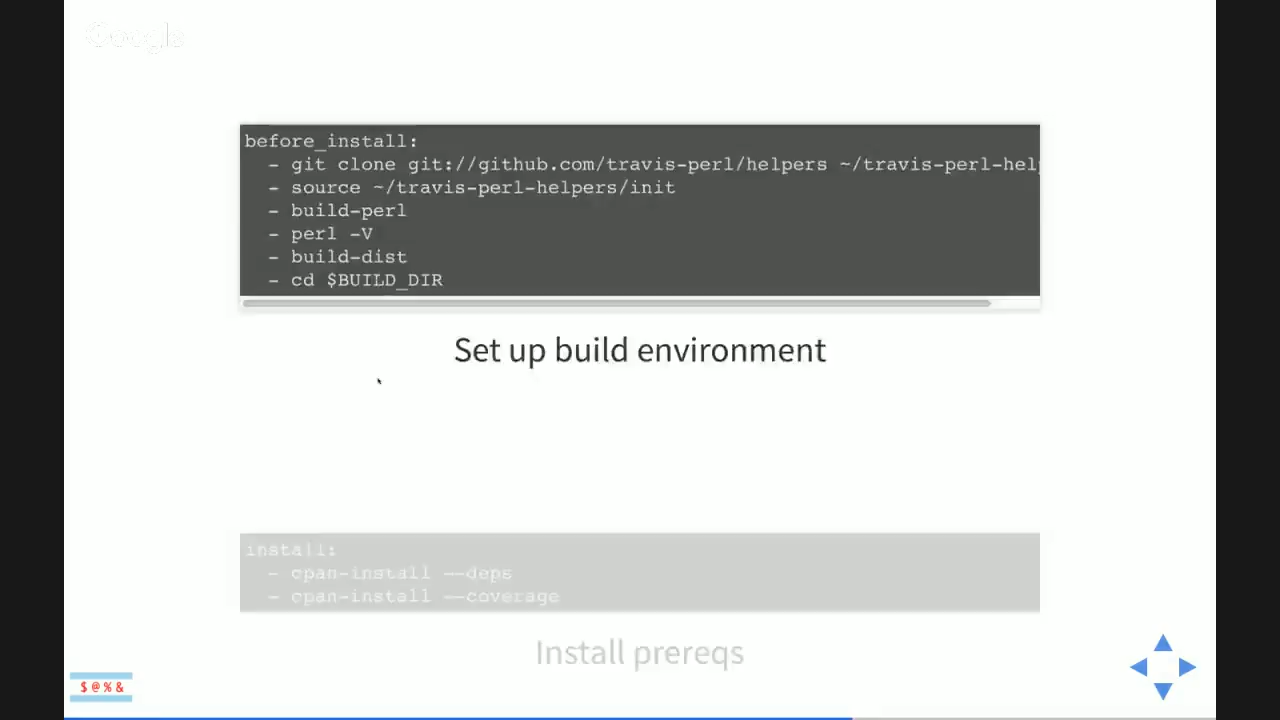 Google
before_install:
- git clone git://github.com/travis-perl/helpers ~/travis-perl-hel
- source ~/travis-perl-helpers/init
- build-perl
- perl -V
- build-dist
- cd $BUILD_DIR
Set up build environment
install:
- cpan-install --deps
- cpan-install --coverage
Install prereqs
$@%&